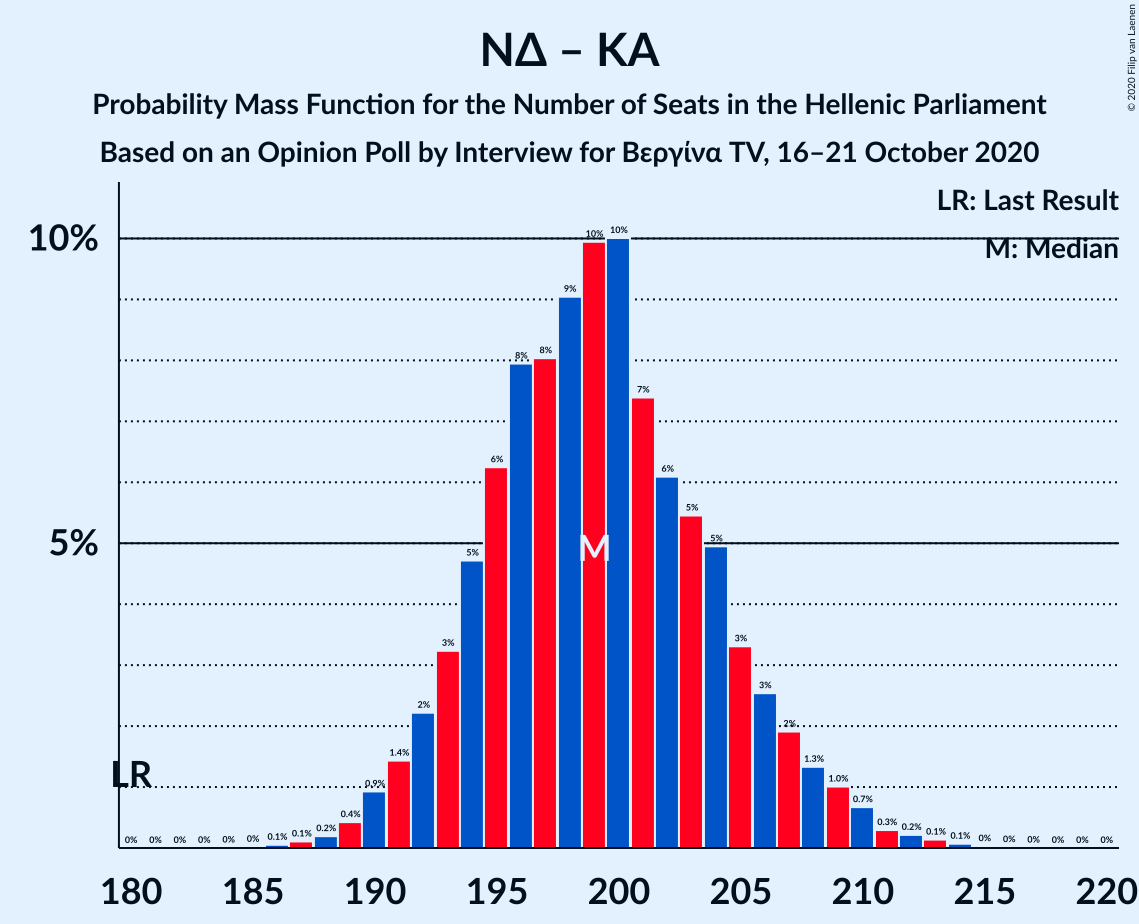 © 2020 Filip van Laenen
ΝΔ – ΚΑ
Probability Mass Function for the Number of Seats in the Hellenic Parliament
Based on an Opinion Poll by Interview for Βεργίνα TV, 16–21 October 2020
LR: Last Result
M: Median
10%
5%
LR
M
0% 0% 0% 0% 0% 0% 0.1% 0.1% 0.2% 0.4% 0.9% 1.4% 2% 3% 5% 6% 8% 8% 9% 10% 10% 7% 6% 5% 5% 3% 3% 2% 1.3% 1.0% 0.7% 0.3% 0.2% 0.1% 0.1% 0% 0% 0% 0% 0% 0%
180 185 190 195 200 205 210 215 220